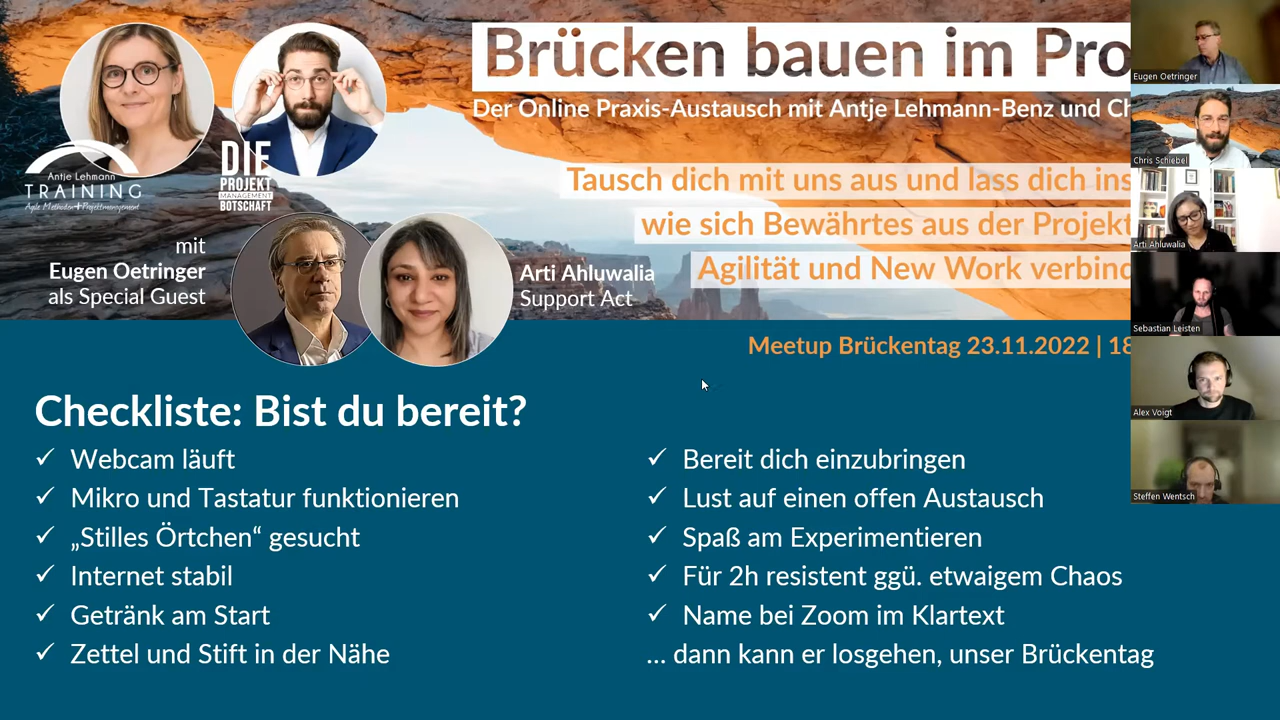 Brücken bauen im Pro
Der Online Praxis-Austausch mit Antje Lehmann-Benz und Ch
Tausch dich mit uns aus und lass dich ins
wie sich Bewährtes aus der Projekt
Agilität und New Work verbind
Antje Lehmann
TRAINING
Agile Methoden+Projektmanagement
DIE
PROJEKT
MANAGEMENT
BOTSCHAFT
mit
Eugen Oetringer
als Special Guest
Arti Ahluwalia
Support Act
Meetup Brückentag 23.11.2022 | 18
Checkliste: Bist du bereit?
✓ Webcam läuft
✓ Mikro und Tastatur funktionieren
✓ „Stilles Örtchen“ gesucht
✓ Internet stabil
✓ Getränk am Start
✓ Zettel und Stift in der Nähe
✓ Bereit dich einzubringen
✓ Lust auf einen offen Austausch
✓ Spaß am Experimentieren
✓ Für 2h resistent ggü. etwaigem Chaos
✓ Name bei Zoom im Klartext
... dann kann er losgehen, unser Brückentag
Eugen Oetringer
Chris Schiebel
Arti Ahluwalia
Sebastian Leisten
Alex Voigt
Steffen Wentsch